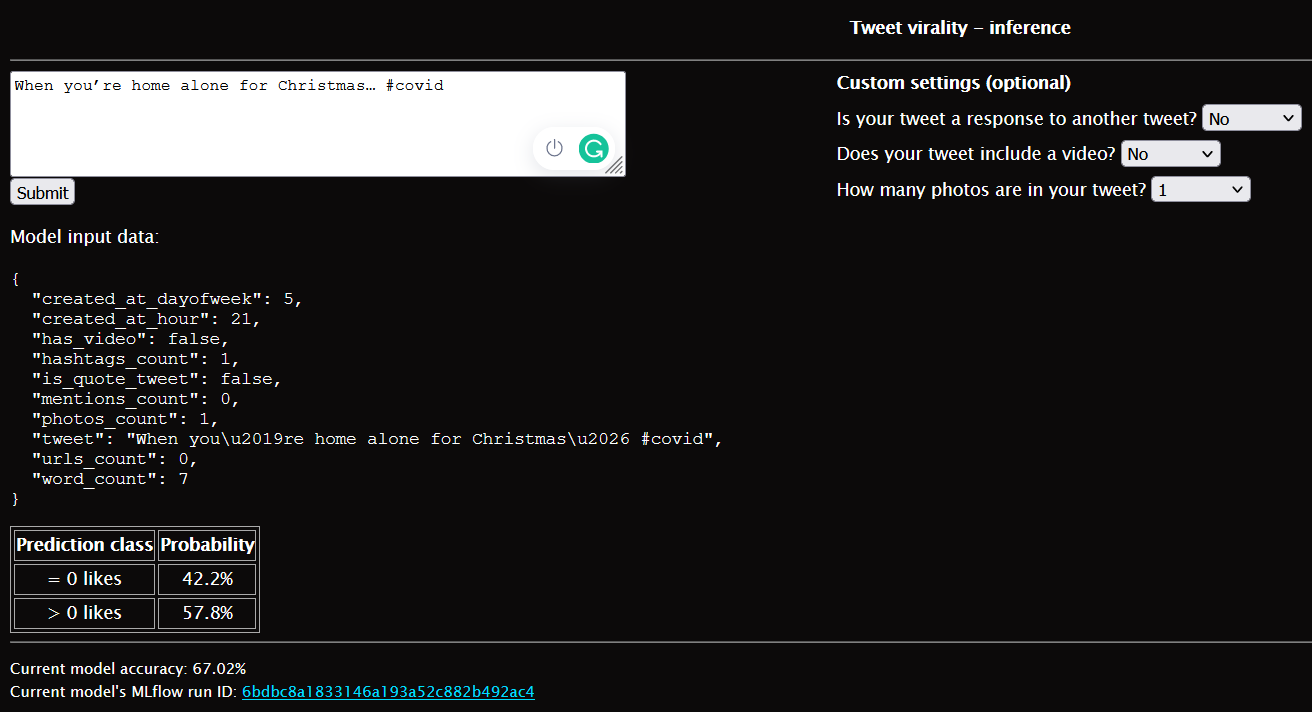 Tweet virality – inference
When you’re home alone for Christmas… #covid
Submit
Custom settings (optional)
Is your tweet a response to another tweet? No
Does your tweet include a video? No
How many photos are in your tweet? 1
Model input data:
{
  "created_at_dayofweek": 5,
  "created_at_hour": 21,
  "has_video": false,
  "hashtags_count": 1,
  "is_quote_tweet": false,
  "mentions_count": 0,
  "photos_count": 1,
  "tweet": "When you\u2019re home alone for Christmas\u2026 #covid",
  "urls_count": 0,
  "word_count": 7
}
Prediction class Probability
= 0 likes 42.2%
> 0 likes 57.8%
Current model accuracy: 67.02%
Current model's MLflow run ID: 6bdbc8a1833146a193a52c882b492ac4